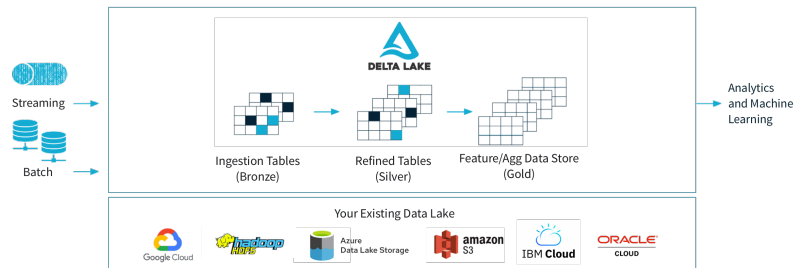 DELTA LAKE
Streaming
Batch
Ingestion Tables
(Bronze)
Refined Tables
(Silver)
Feature/Agg Data Store
(Gold)
Analytics
and Machine
Learning
Your Existing Data Lake
Google Cloud
hadoop
HDFS
Azure
Data Lake Storage
amazon
S3
IBM Cloud
ORACLE
CLOUD